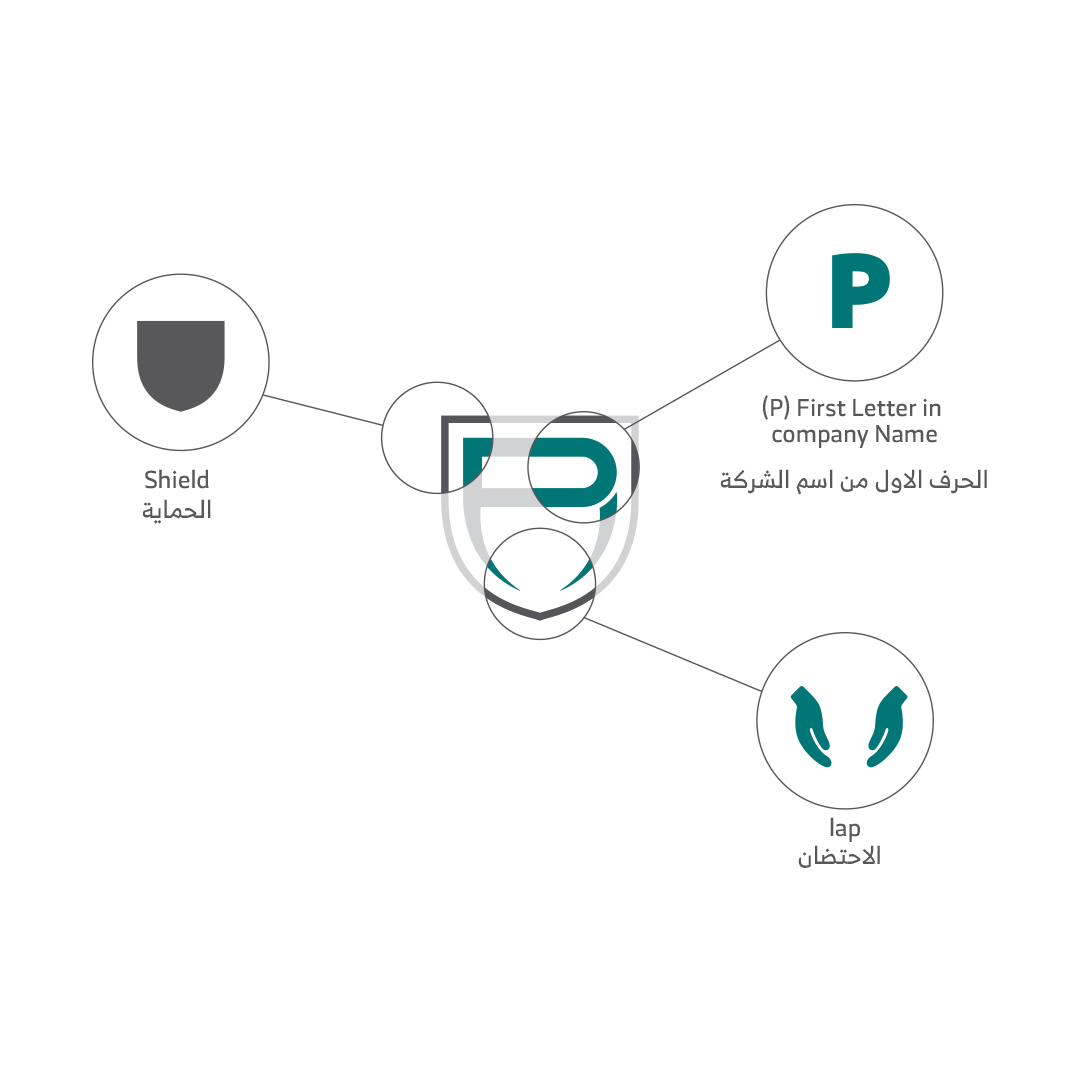 P
(P) First Letter in
company Name
الحرف الاول من اسم الشركة
Shield
الحماية
lap
الاحتضان